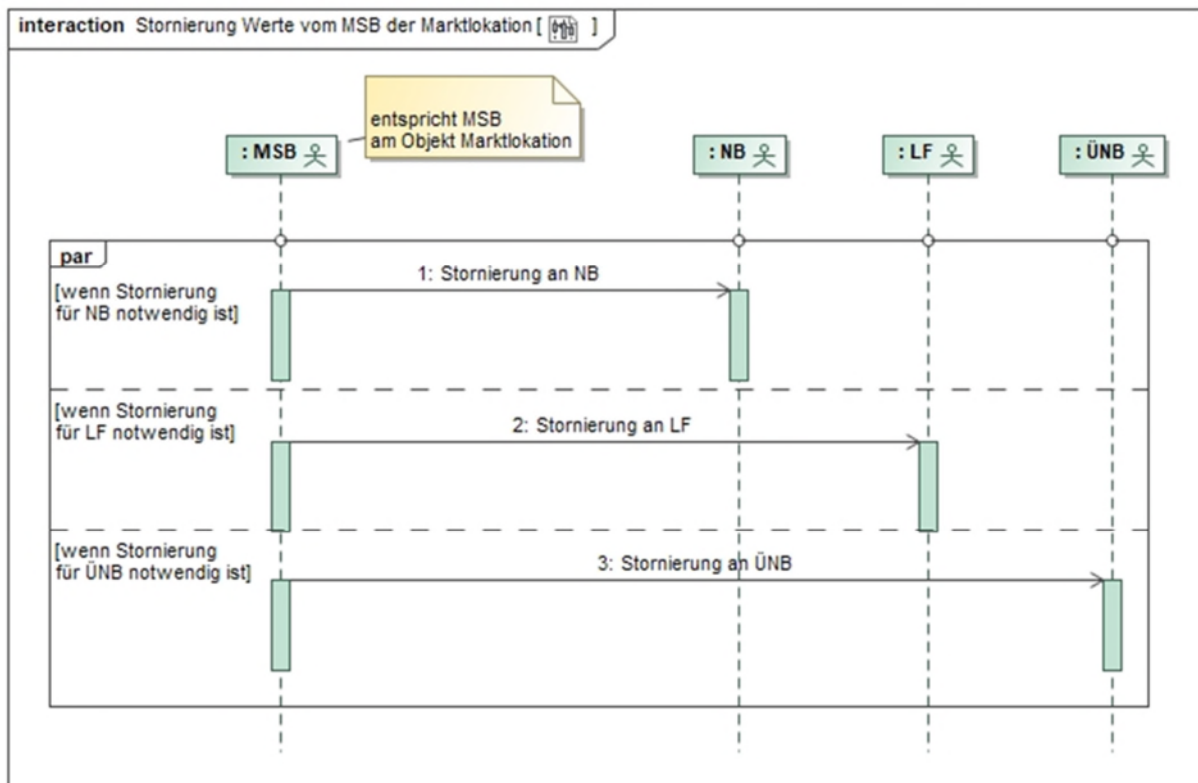 interaction Stornierung Werte vom MSB der Marktlokation [ ]
entspricht MSB
am Objekt Marktlokation
: MSB
: NB
: LF
: ÜNB
par
1: Stornierung an NB
[wenn Stornierung
für NB notwendig ist]
[wenn Stornierung
für LF notwendig ist]
2: Stornierung an LF
[wenn Stornierung
für ÜNB notwendig ist]
3: Stornierung an ÜNB